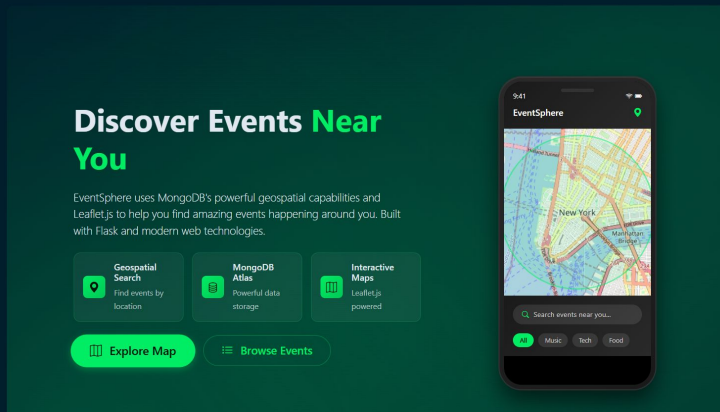 Discover Events Near
You
EventSphere uses MongoDB's powerful geospatial capabilities and
Leaflet.js to help you find amazing events happening around you. Built
with Flask and modern web technologies.
Geospatial
Search
Find events by
location
MongoDB
Atlas
Powerful data
storage
Interactive
Maps
Leaflet.js
powered
Explore Map
Browse Events
9:41
EventSphere
New York
Manhattan
Bridge
Search events near you...
All Music Tech Food